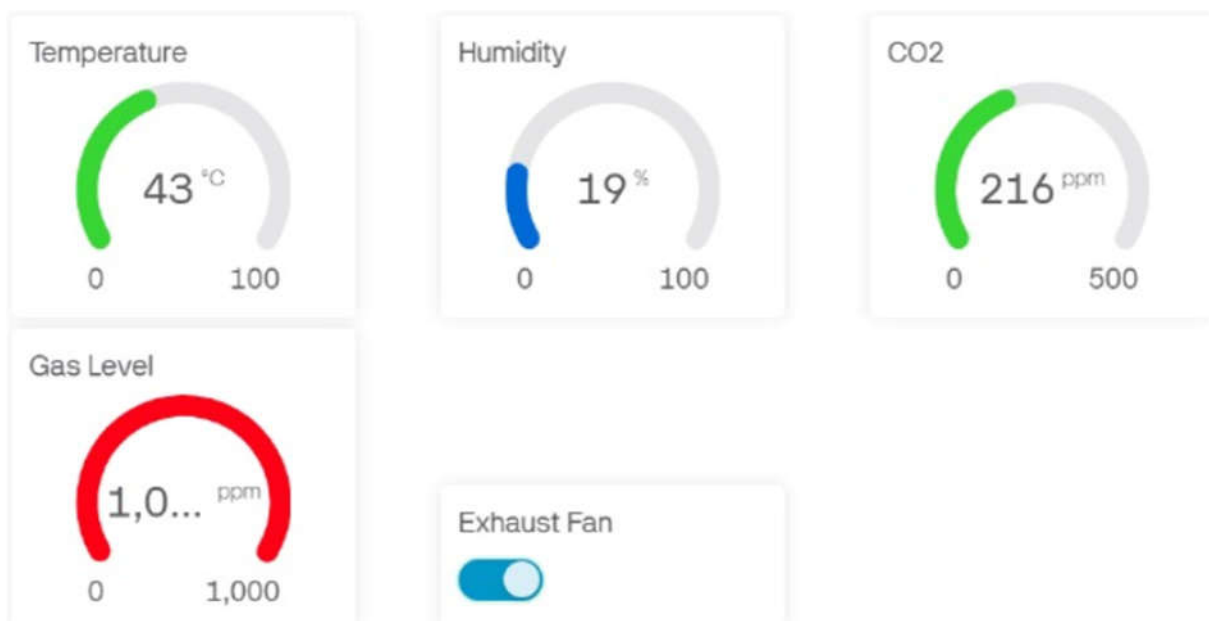 Temperature
43 °C
0 100
Humidity
19 %
0 100
CO2
216 ppm
0 500
Gas Level
1,0... ppm
0 1,000
Exhaust Fan